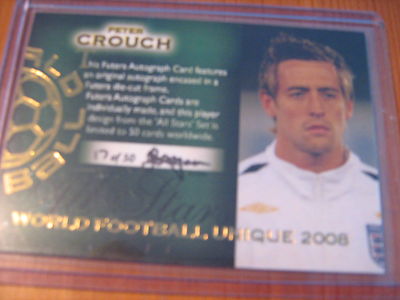 PETER
CROUCH
This Futera Autograph Card features
an original autograph encased in a
Futera die-cut frame.
Futera Autograph Cards are
individually made, and this player
design from the "All Stars" Set is
limited to 50 cards worldwide.
17 of 50
WORLD FOOTBALL UNIQUE 2008